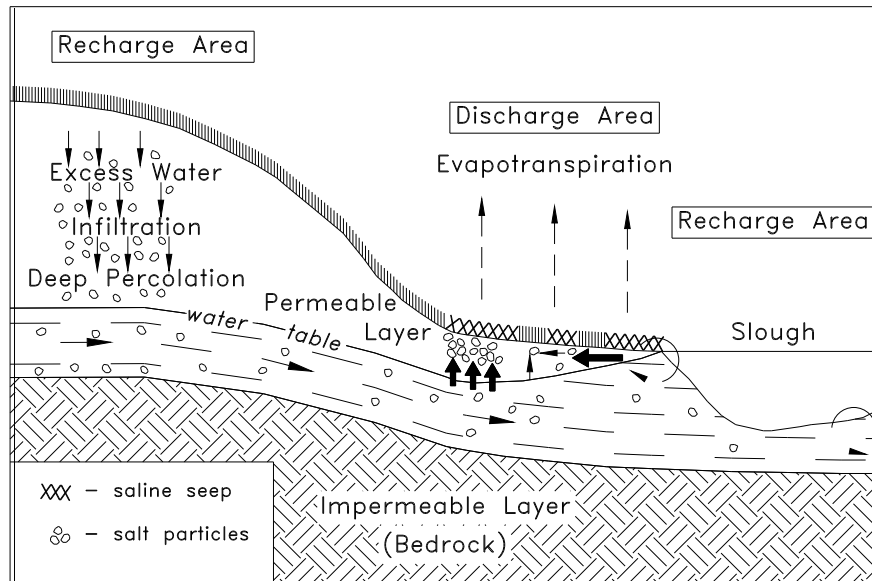 Recharge Area
Discharge Area
Evapotranspiration
Recharge Area
Excess Water
Infiltration
Deep Percolation
water table
Permeable
Layer
Slough
Impermeable Layer
(Bedrock)
– saline seep
– salt particles